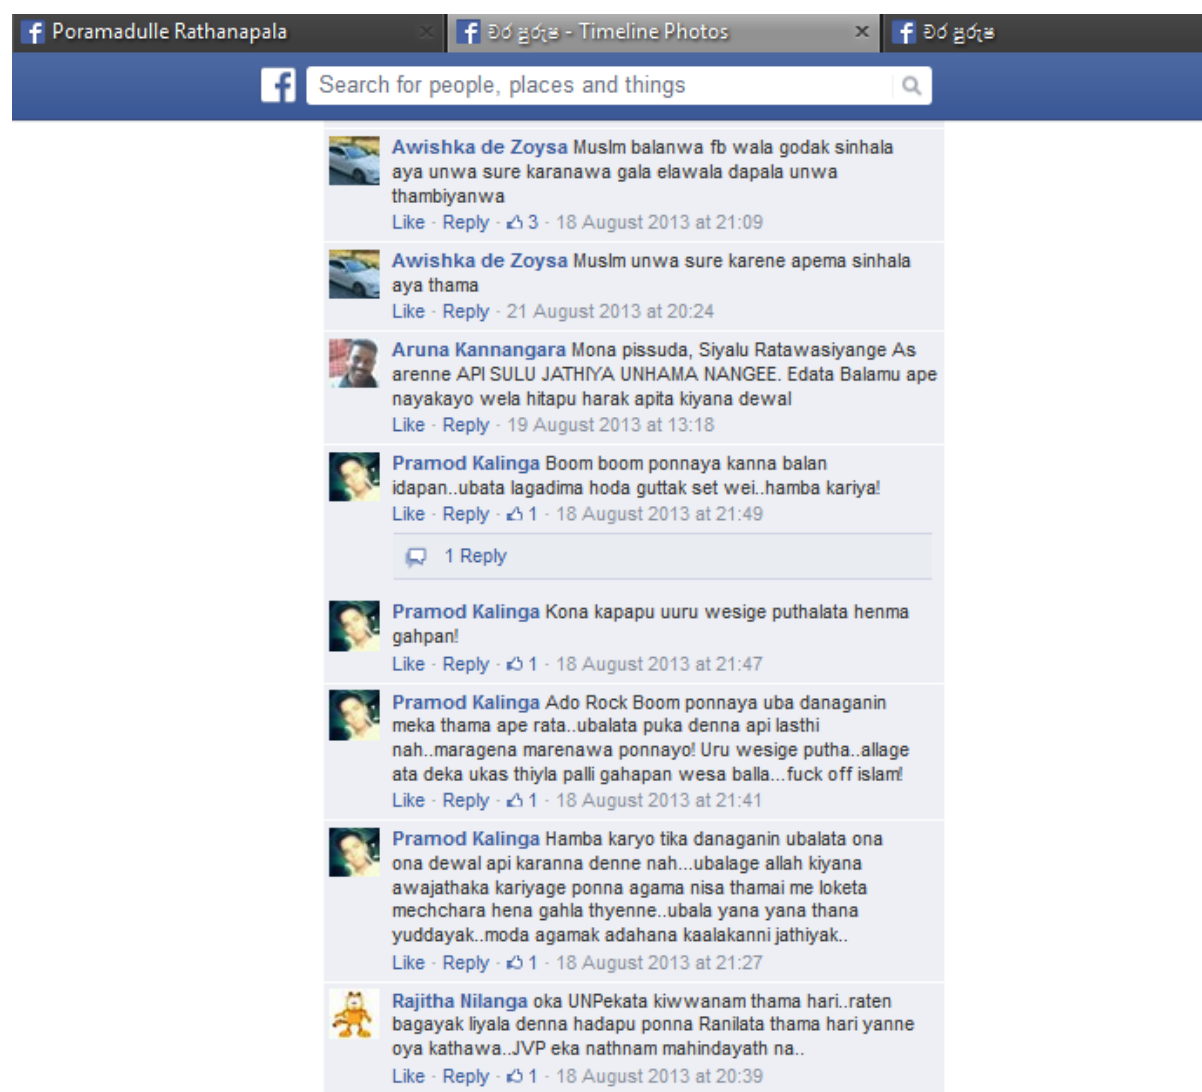 Poramadulle Rathanapala
චර පුරුෂ - Timeline Photos
චර පුරුෂ
Search for people, places and things
Awishka de Zoysa Muslm balanwa fb wala godak sinhala
aya unwa sure karanawa gala elawala dapala unwa
thambiyanwa
Like · Reply · 3 · 18 August 2013 at 21:09
Awishka de Zoysa Muslm unwa sure karene apema sinhala
aya thama
Like · Reply · 21 August 2013 at 20:24
Aruna Kannangara Mona pissuda, Siyalu Ratawasiyange As
arenne API SULU JATHIYA UNHAMA NANGEE. Edata Balamu ape
nayakayo wela hitapu harak apita kiyana dewal
Like · Reply · 19 August 2013 at 13:18
Pramod Kalinga Boom boom ponnaya kanna balan
idapan..ubata lagadima hoda guttak set wei..hamba kariya!
Like · Reply · 1 · 18 August 2013 at 21:49
1 Reply
Pramod Kalinga Kona kapapu uuru wesige puthalata henma
gahpan!
Like · Reply · 1 · 18 August 2013 at 21:47
Pramod Kalinga Ado Rock Boom ponnaya uba danaganin
meka thama ape rata..ubalata puka denna api lasthi
nah..maragena marenawa ponnayo! Uru wesige putha..allage
ata deka ukas thiyla palli gahapan wesa balla...fuck off islam!
Like · Reply · 1 · 18 August 2013 at 21:41
Pramod Kalinga Hamba karyo tika danaganin ubalata ona
ona dewal api karanna denne nah...ubalage allah kiyana
awajathaka kariyage ponna agama nisa thamai me loketa
mechchara hena gahla thyenne..ubala yana yana thana
yuddayak..moda agamak adahana kaalakanni jathiyak..
Like · Reply · 1 · 18 August 2013 at 21:27
Rajitha Nilanga oka UNPekata kiwwanam thama hari..raten
bagayak liyala denna hadapu ponna Ranilata thama hari yanne
oya kathawa..JVP eka nathnam mahindayath na..
Like · Reply · 1 · 18 August 2013 at 20:39